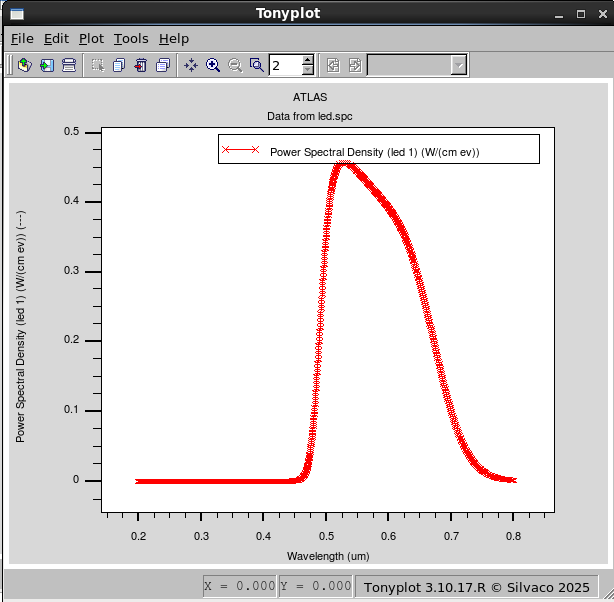 Tonyplot
File Edit Plot Tools Help
2
ATLAS
Data from led.spc
Power Spectral Density (led 1) (W/(cm ev))
Power Spectral Density (led 1) (W/(cm ev)) (---)
0.5
0.4
0.3
0.2
0.1
0
0.2 0.3 0.4 0.5 0.6 0.7 0.8
Wavelength (um)
X = 0.000 Y = 0.000 Tonyplot 3.10.17.R © Silvaco 2025